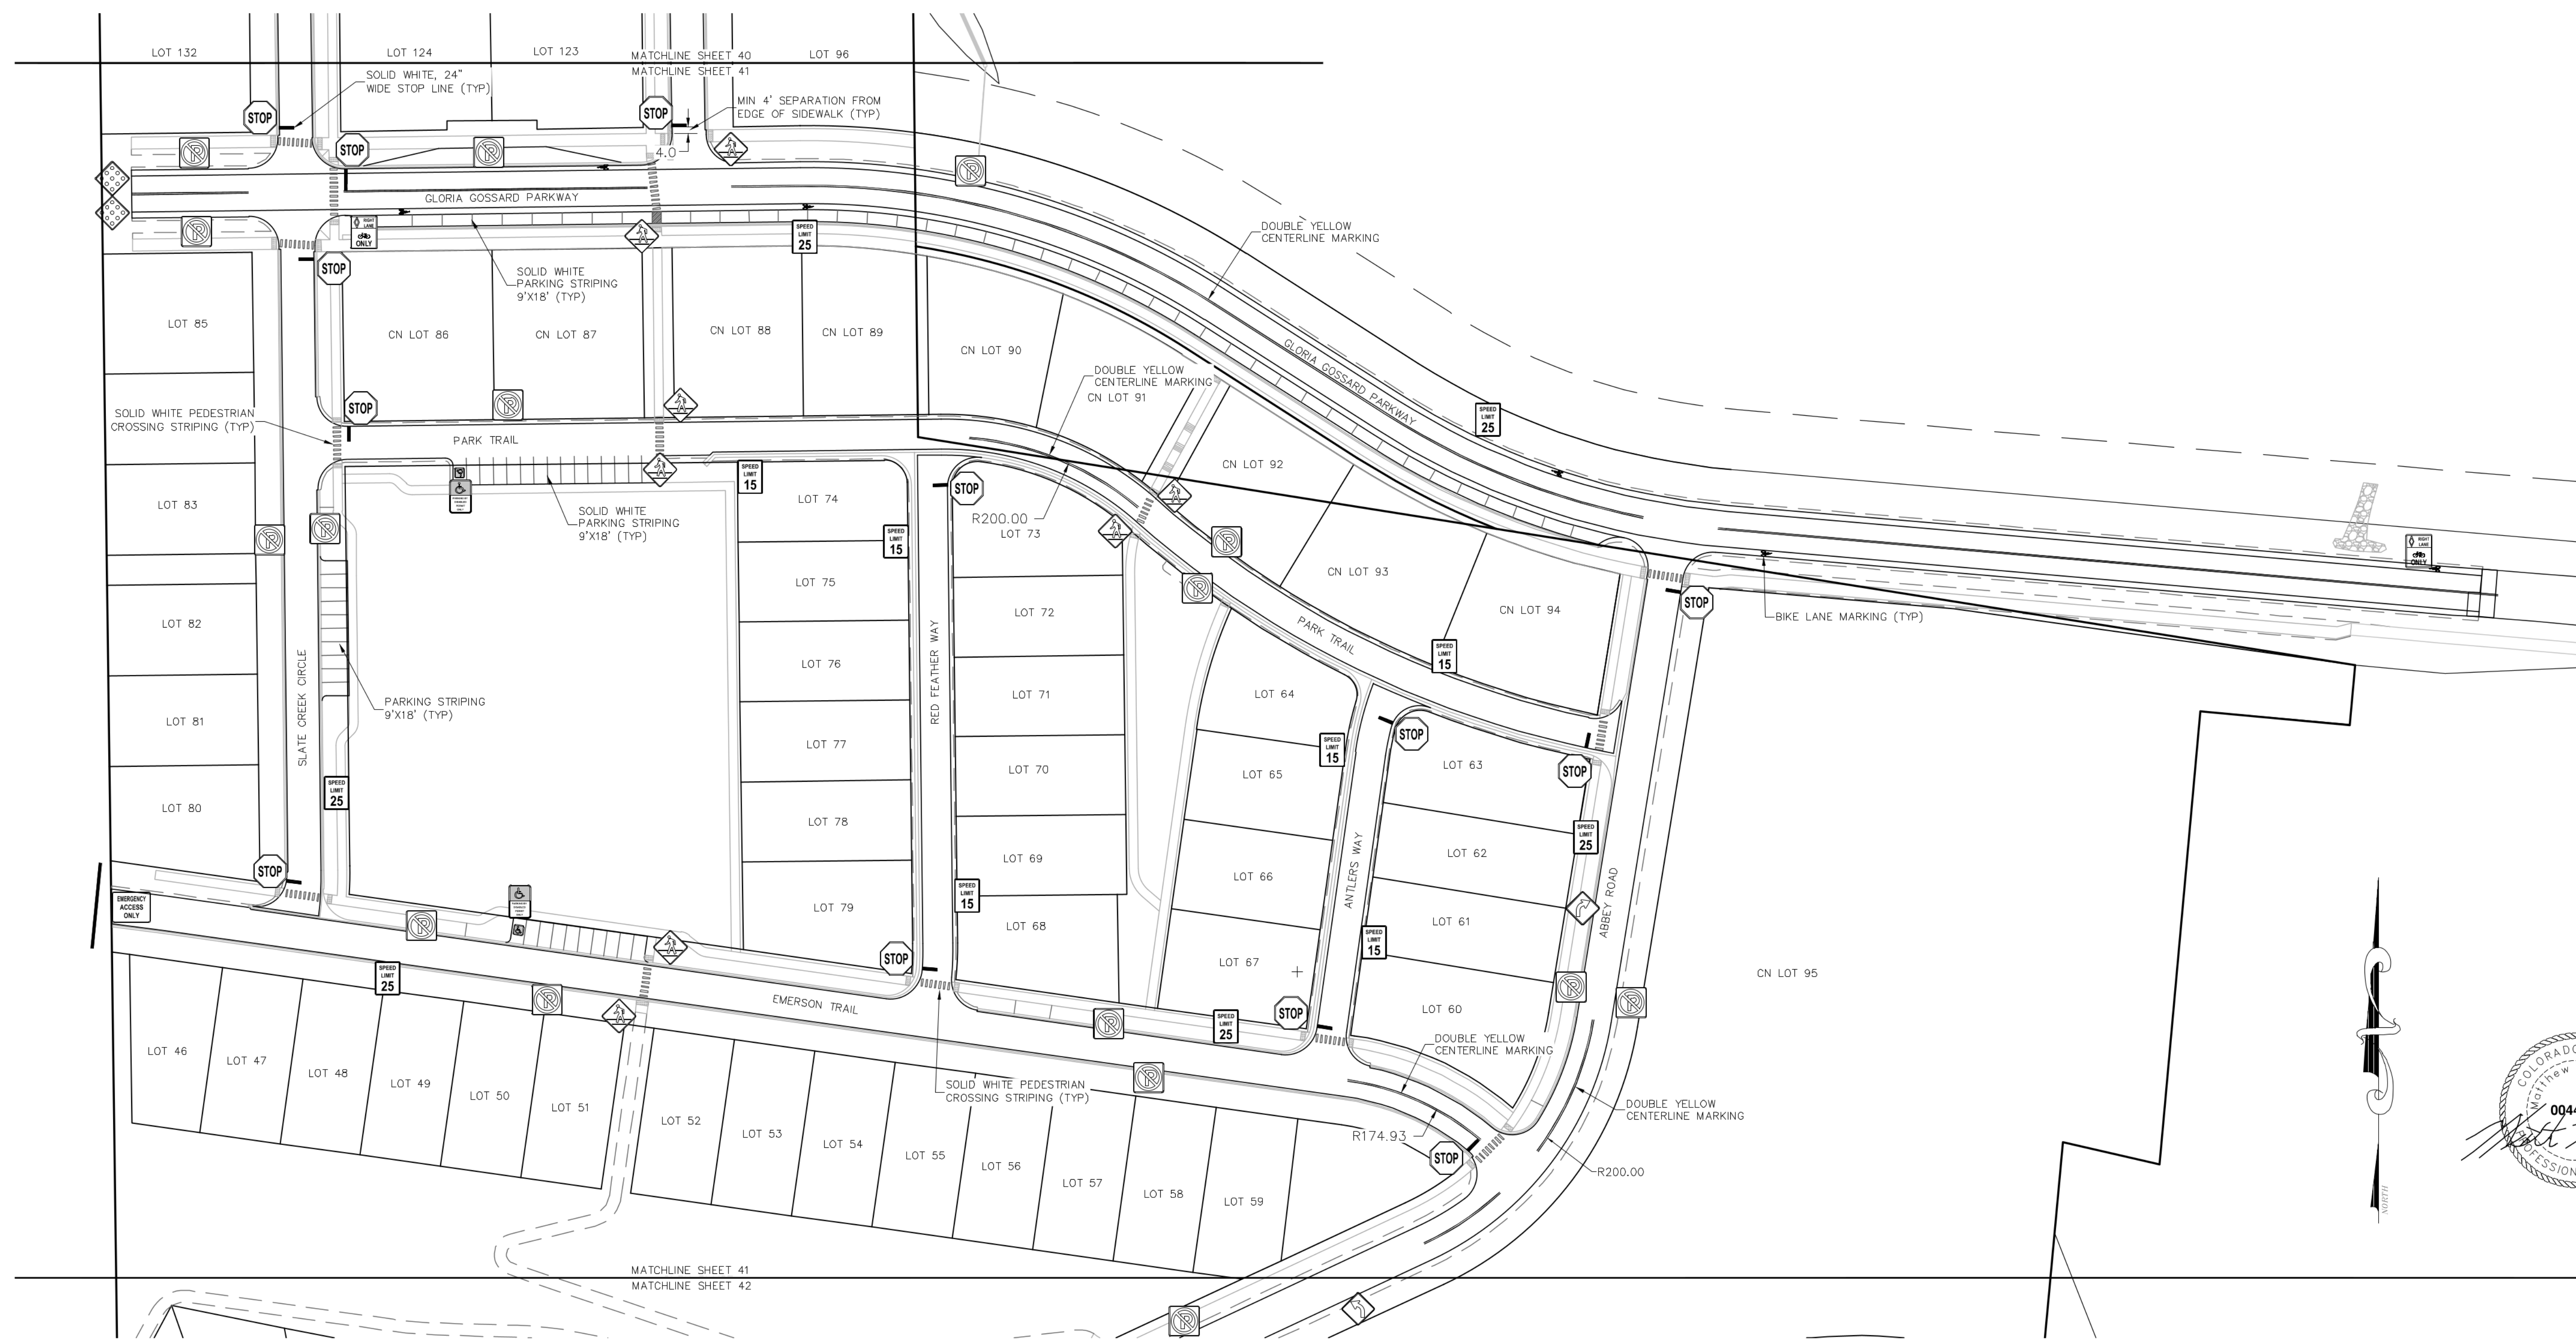 LOT 132
LOT 124
LOT 123
MATCHLINE SHEET 40
MATCHLINE SHEET 41
LOT 96
SOLID WHITE, 24"
WIDE STOP LINE (TYP)
MIN 4' SEPARATION FROM
EDGE OF SIDEWALK (TYP)
STOP
STOP
STOP
4.0
GLORIA GOSSARD PARKWAY
RIGHT
LANE
ONLY
SPEED
LIMIT
25
DOUBLE YELLOW
CENTERLINE MARKING
STOP
SOLID WHITE
PARKING STRIPING
9'X18' (TYP)
LOT 85
CN LOT 86
CN LOT 87
CN LOT 88
CN LOT 89
CN LOT 90
GLORIA GOSSARD PARKWAY
DOUBLE YELLOW
CENTERLINE MARKING
CN LOT 91
STOP
SPEED
LIMIT
25
SOLID WHITE PEDESTRIAN
CROSSING STRIPING (TYP)
PARK TRAIL
CN LOT 92
SPEED
LIMIT
15
LOT 74
STOP
LOT 83
SOLID WHITE
PARKING STRIPING
9'X18' (TYP)
R200.00
LOT 73
SPEED
LIMIT
15
RIGHT
LANE
ONLY
CN LOT 93
LOT 75
LOT 72
CN LOT 94
STOP
BIKE LANE MARKING (TYP)
LOT 82
PARK TRAIL
SPEED
LIMIT
15
LOT 76
RED FEATHER WAY
LOT 71
LOT 64
SLATE CREEK CIRCLE
PARKING STRIPING
9'X18' (TYP)
LOT 81
LOT 77
LOT 70
SPEED
LIMIT
15
STOP
LOT 63
STOP
LOT 65
SPEED
LIMIT
25
LOT 80
LOT 78
SPEED
LIMIT
25
LOT 62
LOT 69
ANTLERS WAY
STOP
LOT 66
ABBEY ROAD
EMERGENCY
ACCESS
ONLY
SPEED
LIMIT
15
LOT 79
LOT 68
LOT 61
SPEED
LIMIT
15
STOP
LOT 67
CN LOT 95
SPEED
LIMIT
25
EMERSON TRAIL
STOP
LOT 60
SPEED
LIMIT
25
LOT 46
LOT 47
LOT 48
LOT 49
LOT 50
LOT 51
DOUBLE YELLOW
CENTERLINE MARKING
SOLID WHITE PEDESTRIAN
CROSSING STRIPING (TYP)
DOUBLE YELLOW
CENTERLINE MARKING
LOT 52
LOT 53
LOT 54
LOT 55
LOT 56
LOT 57
LOT 58
LOT 59
R174.93
STOP
R200.00
NORTH
COLORADO
Matthew
0044
PROFESSION
MATCHLINE SHEET 41
MATCHLINE SHEET 42